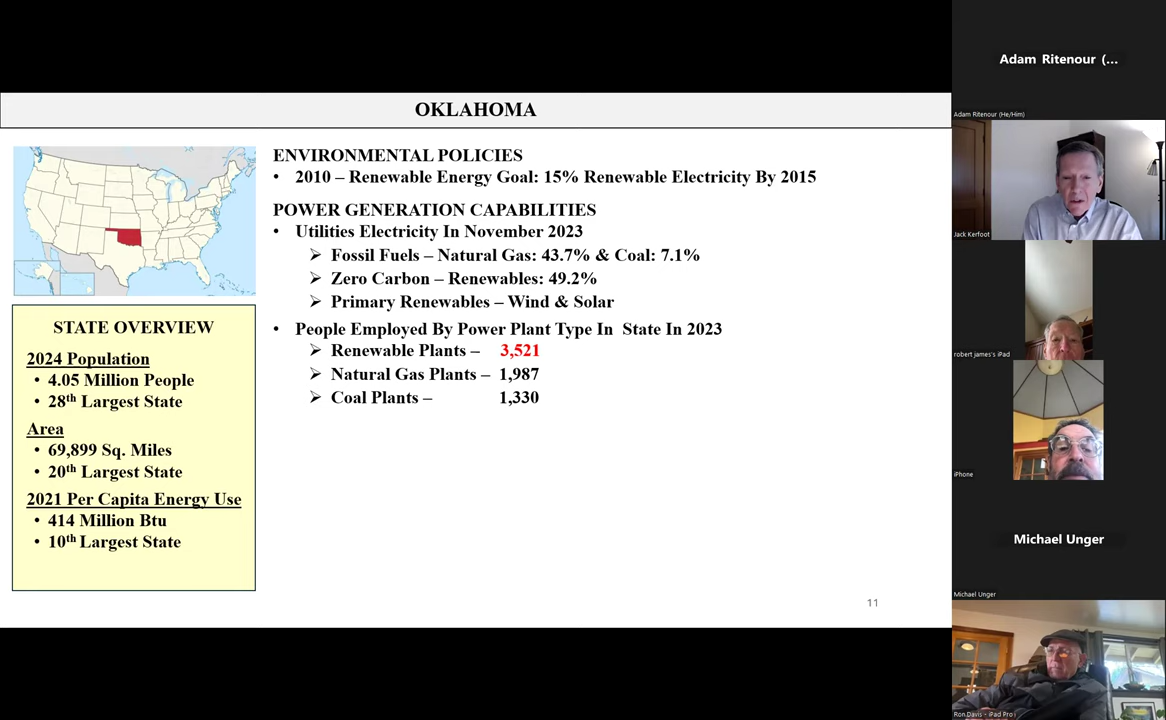 OKLAHOMA
STATE OVERVIEW
2024 Population
• 4.05 Million People
• 28th Largest State
Area
• 69,899 Sq. Miles
• 20th Largest State
2021 Per Capita Energy Use
• 414 Million Btu
• 10th Largest State
ENVIRONMENTAL POLICIES
• 2010 – Renewable Energy Goal: 15% Renewable Electricity By 2015
POWER GENERATION CAPABILITIES
• Utilities Electricity In November 2023
➢ Fossil Fuels – Natural Gas: 43.7% & Coal: 7.1%
➢ Zero Carbon – Renewables: 49.2%
➢ Primary Renewables – Wind & Solar
• People Employed By Power Plant Type In State In 2023
➢ Renewable Plants – 3,521
➢ Natural Gas Plants – 1,987
➢ Coal Plants – 1,330
11
Adam Ritenour (...
Adam Ritenour (He/Him)
Jack Kerfoot
robert james's iPad
iPhone
Michael Unger
Michael Unger
Ron Davis - iPad Pro